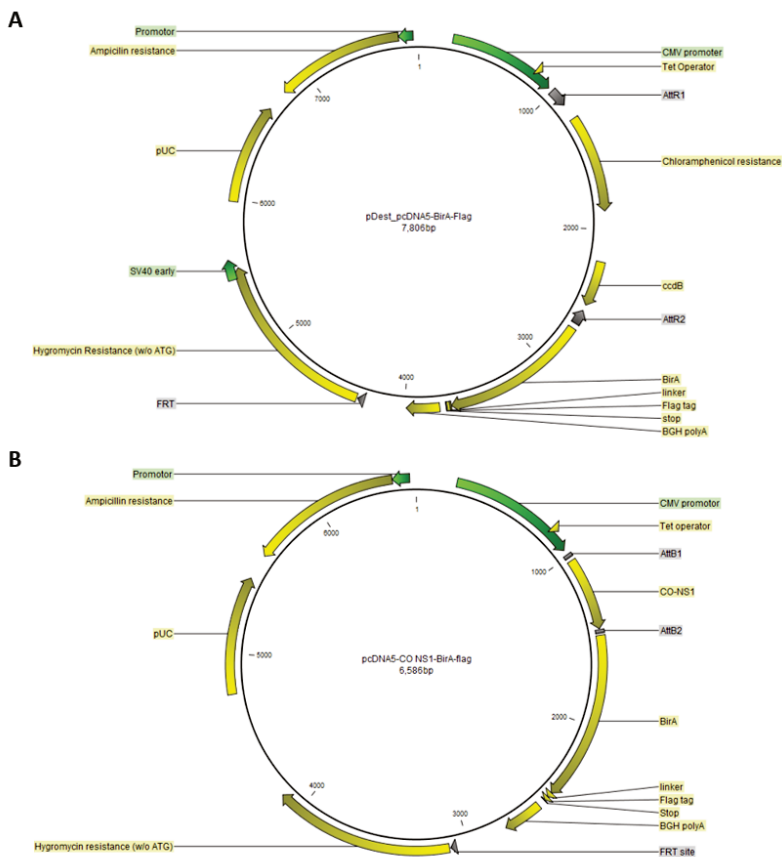 A
Promotor
Ampicilin resistance
1
CMV promoter
Tet Operator
7000
1000
AttR1
pUC
Chloramphenicol resistance
6000
pDest_pcDNA5-BirA-Flag
7,806bp
2000
SV40 early
ccdB
5000
3000
AttR2
Hygromycin Resistance (w/o ATG)
4000
BirA
linker
FRT
Flag tag
stop
BGH polyA
B
Promotor
Ampicillin resistance
1
CMV promotor
6000
Tet operator
1000
AttB1
CO-NS1
pUC
AttB2
5000
pcDNA5-CO NS1-BirA-flag
6,586bp
2000
BirA
4000
linker
Flag tag
3000
Stop
BGH polyA
Hygromycin resistance (w/o ATG)
FRT site